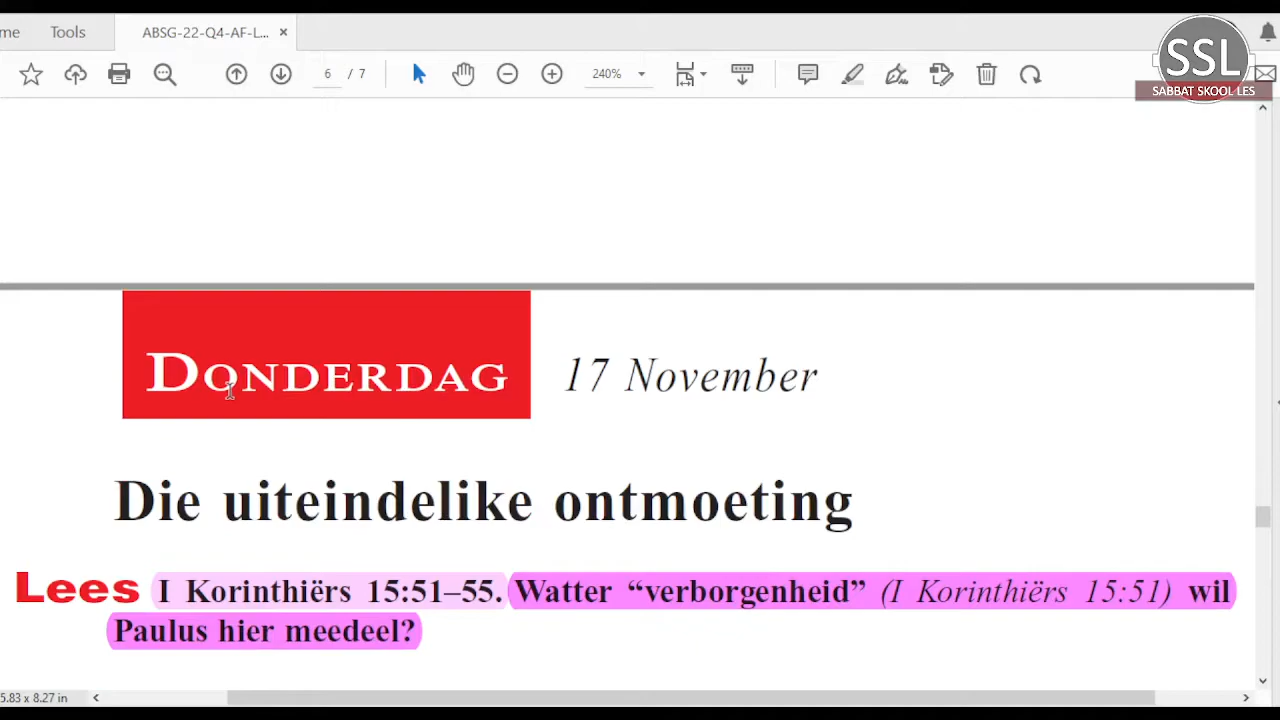 me Tools ABSG-22-Q4-AF-L... ×
6 / 7 240%
SSL
SABBAT SKOOL LES
DONDERDAG 17 November
Die uiteindelike ontmoeting
Lees I Korinthiërs 15:51–55. Watter “verborgenheid” (I Korinthiërs 15:51) wil
Paulus hier meedeel?
5.83 x 8.27 in